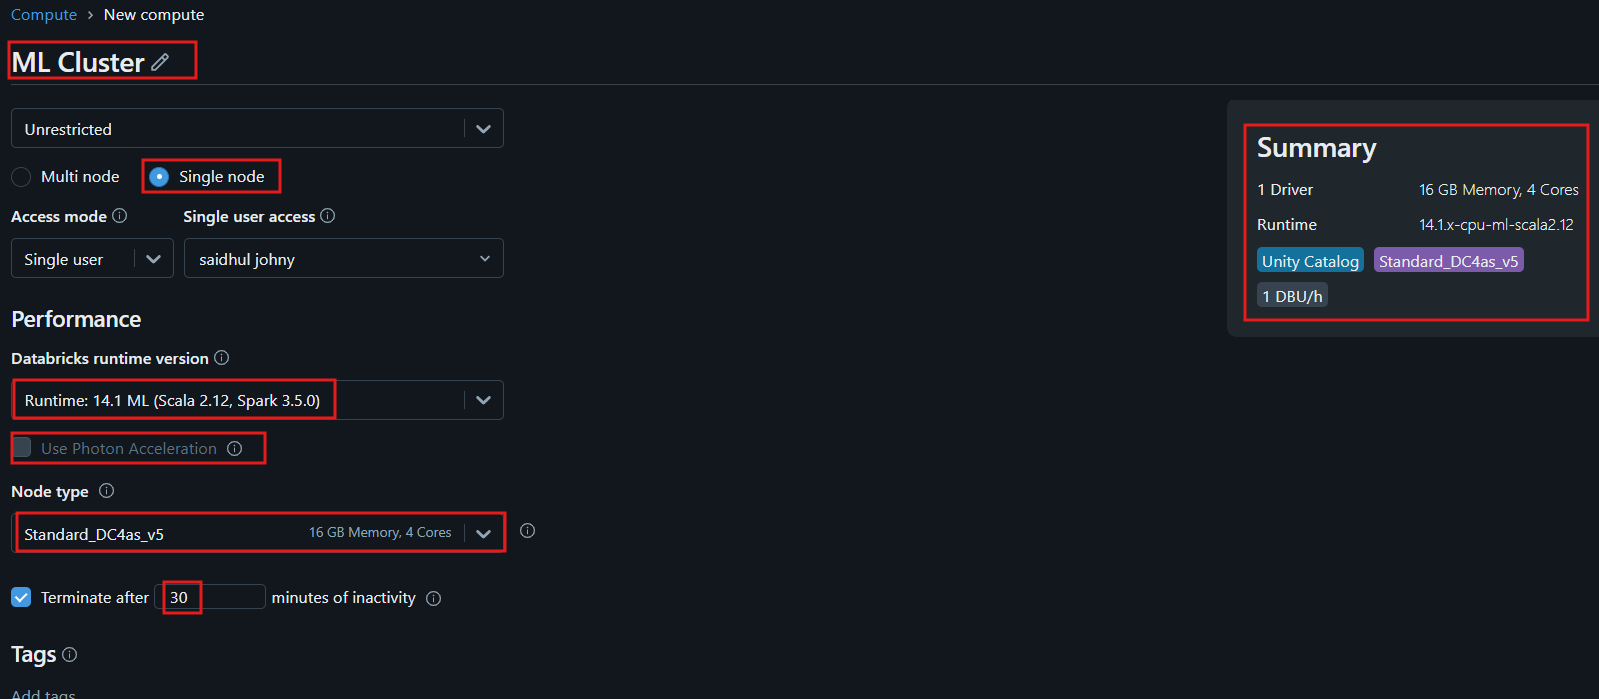 Compute › New compute
ML Cluster
Unrestricted
Multi node Single node
Access mode Single user access
Single user saidhul johny
Performance
Databricks runtime version
Runtime: 14.1 ML (Scala 2.12, Spark 3.5.0)
Use Photon Acceleration
Node type
Standard_DC4as_v5 16 GB Memory, 4 Cores
Terminate after 30 minutes of inactivity
Tags
Add tags
Summary
1 Driver 16 GB Memory, 4 Cores
Runtime 14.1.x-cpu-ml-scala2.12
Unity Catalog Standard_DC4as_v5
1 DBU/h